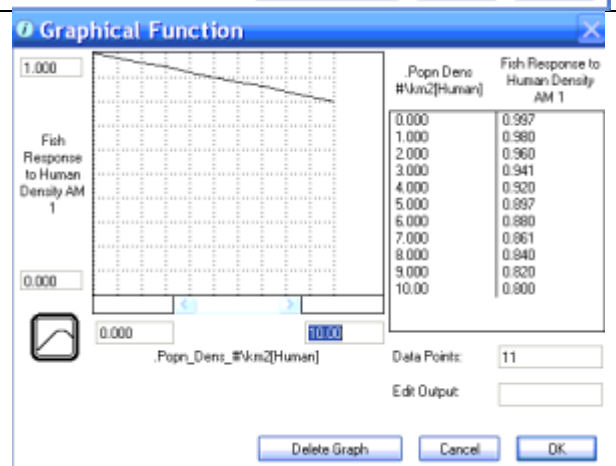 Graphical Function
1.000
Fish
Response
to Human
Density AM
1
0.000
0.000 10.00
.Popn_Dens_#\km2[Human]
.Popn Dens
#\km2[Human]
Fish Response to
Human Density
AM 1
0.000 0.997
1.000 0.980
2.000 0.960
3.000 0.941
4.000 0.920
5.000 0.897
6.000 0.880
7.000 0.861
8.000 0.840
9.000 0.820
10.00 0.800
Data Points: 11
Edit Output:
Delete Graph Cancel OK